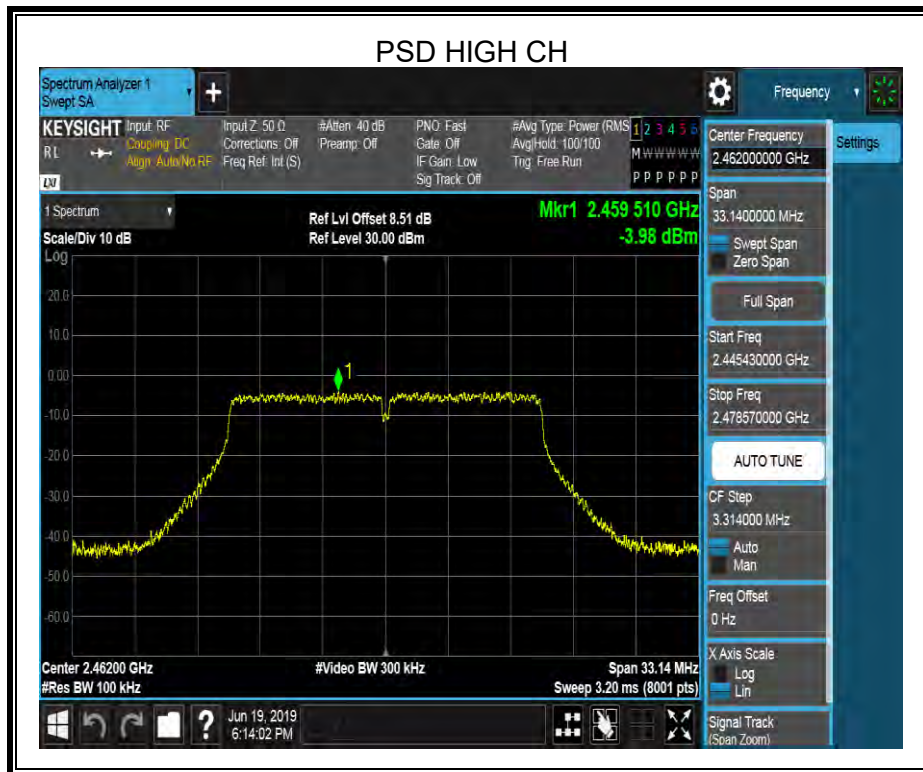 PSD HIGH CH
Spectrum Analyzer 1
Swept SA
+
Frequency
KEYSIGHT
RL
LXI
Input: RF
Coupling: DC
Align: Auto/No RF
Input Z: 50 Ω
Corrections: Off
Freq Ref: Int (S)
#Atten: 40 dB
Preamp: Off
PNO: Fast
Gate: Off
IF Gain: Low
Sig Track: Off
#Avg Type: Power (RMS
Avg|Hold: 100/100
Trig: Free Run
1 2 3 4 5 6
M W W W W W
P P P P P P
Center Frequency
2.462000000 GHz
Settings
1 Spectrum
Scale/Div 10 dB
Ref Lvl Offset 8.51 dB
Ref Level 30.00 dBm
Mkr1 2.459 510 GHz
-3.98 dBm
Span
33.1400000 MHz
Swept Span
Zero Span
Full Span
Start Freq
2.445430000 GHz
Stop Freq
2.478570000 GHz
AUTO TUNE
CF Step
3.314000 MHz
Auto
Man
Freq Offset
0 Hz
X Axis Scale
Log
Lin
Signal Track
(Span Zoom)
Log
20.0
10.0
0.00
-10.0
-20.0
-30.0
-40.0
-50.0
-60.0
1
Center 2.46200 GHz
#Video BW 300 kHz
Span 33.14 MHz
#Res BW 100 kHz
Sweep 3.20 ms (8001 pts)
?
Jun 19, 2019
6:14:02 PM